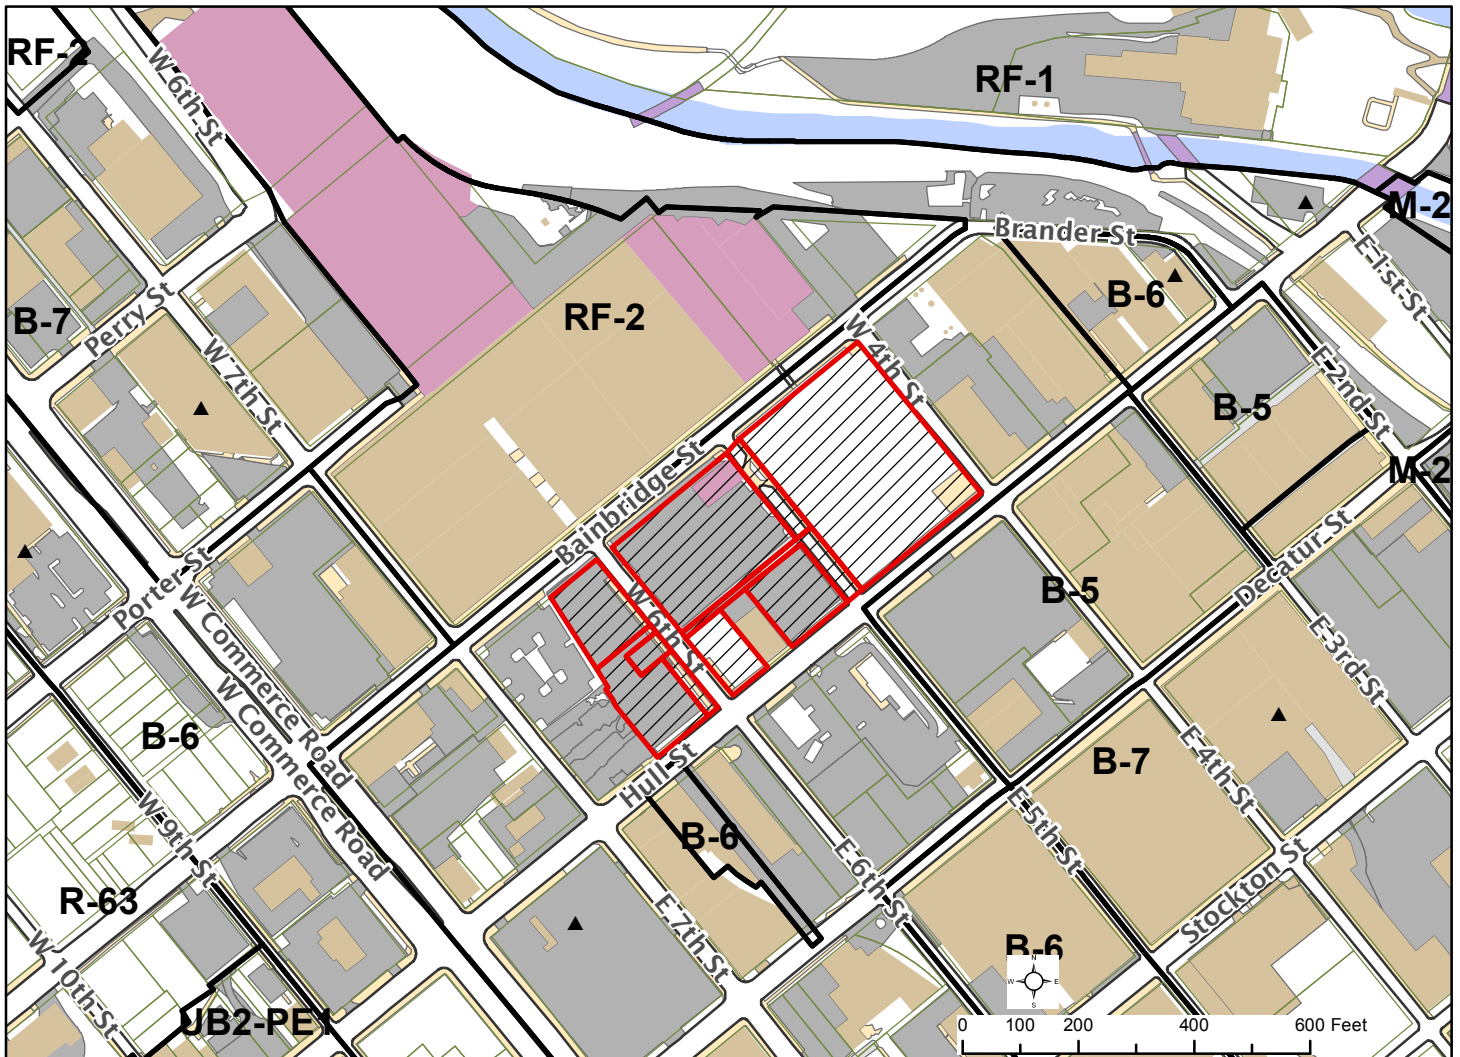 RF-2
W 6th St
RF-1
M-2
Brander St
E 1st St
B-6
B-7
Perry St
RF-2
W 4th St
W 7th St
E 2nd St
B-5
M-2
Bainbridge St
Decatur St
Porter St
B-5
W 6th St
W Commerce Road
E 3rd St
W Commerce Road
B-6
Hull St
B-7
E 4th St
W 9th St
B-6
E 6th St
E 5th St
Stockton St
R-63
E 7th St
B-6
W 10th St
N
W E
S
UB2-PE1
0 100 200 400 600 Feet